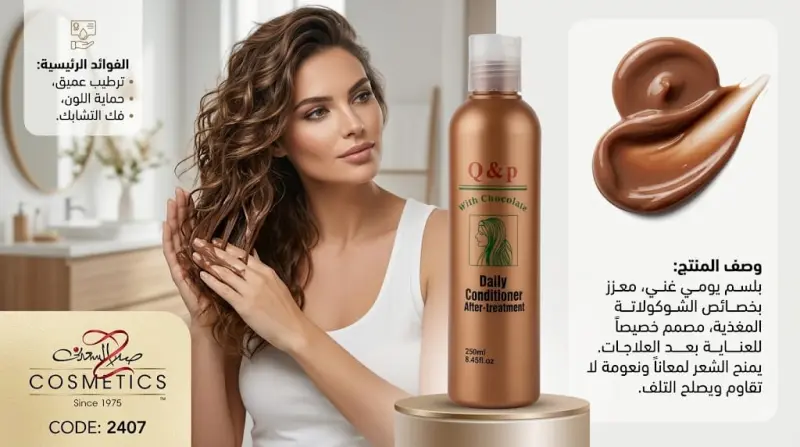 الفوائد الرئيسية:
• ترطيب عميق،
• حماية اللون،
• فك التشابك.
Q & p
With Chocolate
Daily
Conditioner
After-treatment
250ml
8.45fl.oz
وصف المنتج:
بلسم يومي غني، معزز
بخصائص الشوكولاتة
المغذية، مصمم خصيصاً
للعناية بعد العلاجات.
يمنح الشعر لمعاناً ونعومة لا
تقاوم ويصلح التلف.
COSMETICS
Since 1975
TM
CODE: 2407